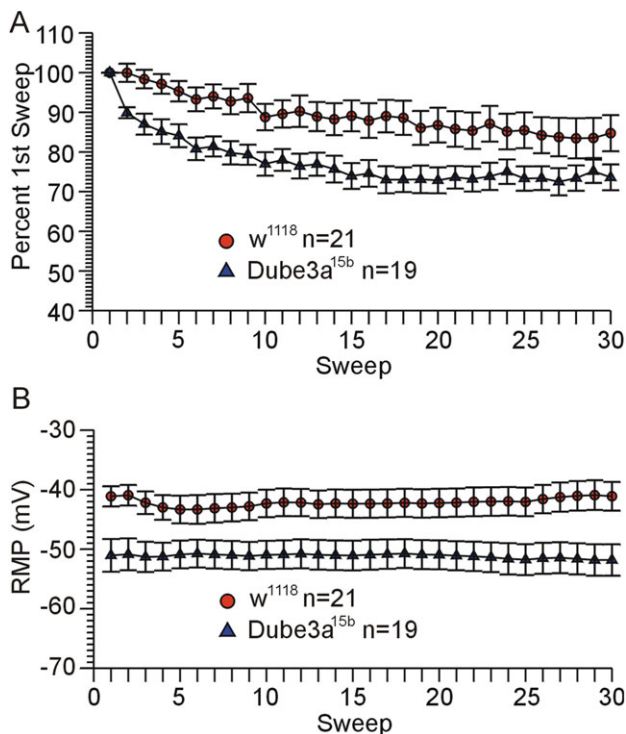 A
Percent 1st Sweep
110
100
90
80
70
60
50
40
w¹¹¹⁸ n=21
Dube3a¹⁵ᵇ n=19
0 5 10 15 20 25 30
Sweep
B
RMP (mV)
-30
-40
-50
-60
-70
w¹¹¹⁸ n=21
Dube3a¹⁵ᵇ n=19
0 5 10 15 20 25 30
Sweep